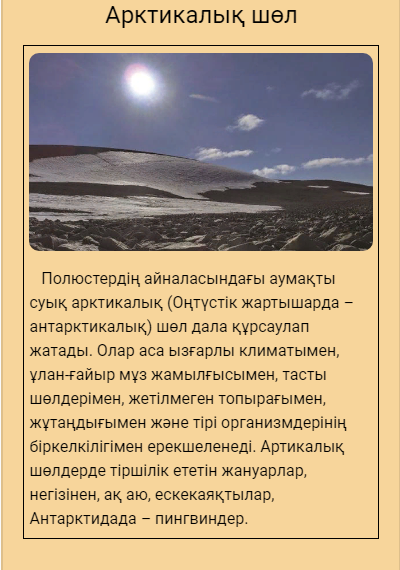 Арктикалық шөл
Полюстердің айналасындағы аумақты
суық арктикалық (Оңтүстік жартышарда –
антарктикалық) шөл дала құрсаулап
жатады. Олар аса ызғарлы климатымен,
ұлан-ғайыр мұз жамылғысымен, тасты
шөлдерімен, жетілмеген топырағымен,
жұтаңдығымен және тірі организмдерінің
біркелкілігімен ерекшеленеді. Артикалық
шөлдерде тіршілік ететін жануарлар,
негізінен, ақ аю, ескекаяқтылар,
Антарктидада – пингвиндер.